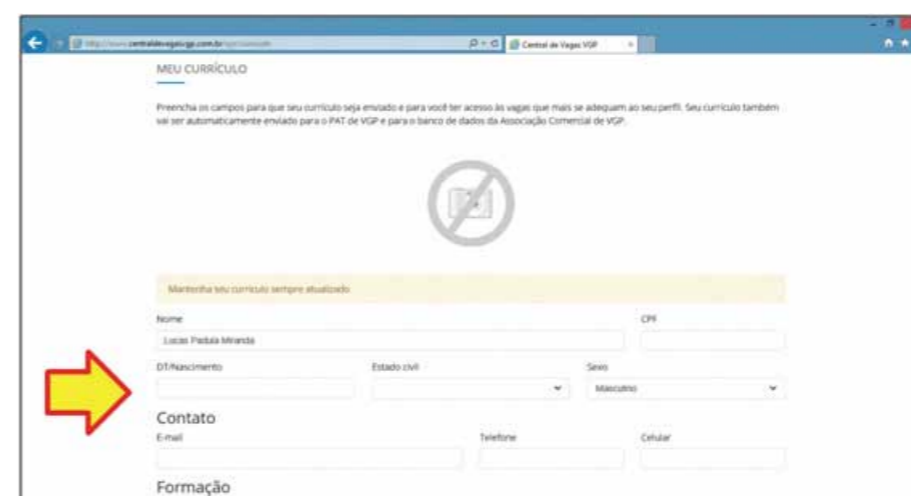 centraldevagasvgp.com.br
Central de Vagas VGP
MEU CURRÍCULO
Preencha os campos para que seu currículo seja enviado e para você ter acesso às vagas que mais se adequam ao seu perfil. Seu currículo também
vai ser automaticamente enviado para o PAT de VGP e para o banco de dados da Associação Comercial de VGP.
Mantenha seu currículo sempre atualizado
Nome CPF
Lucas Padula Miranda
DT/Nascimento Estado civil Sexo
Masculino
Contato
E-mail Telefone Celular
Formação